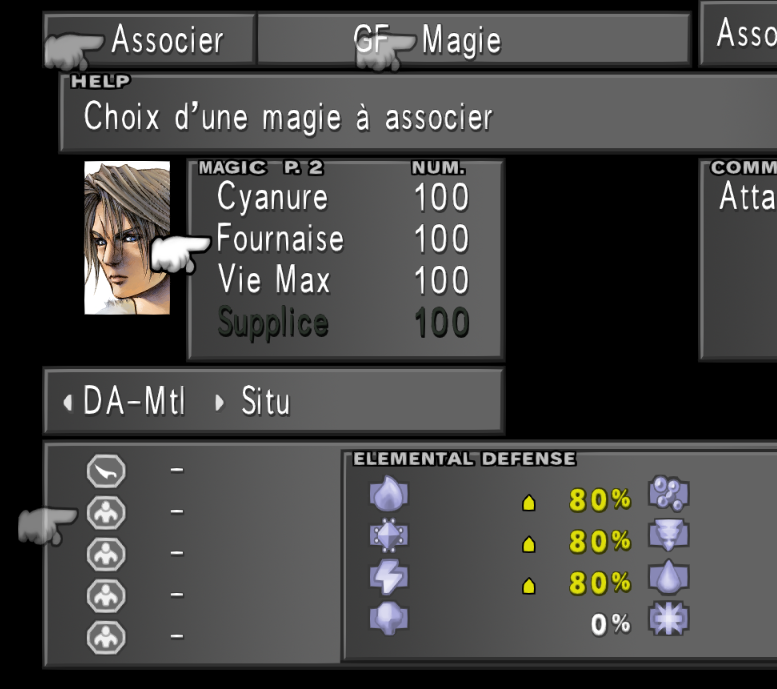 Associer GF Magie Asso
HELP
Choix d'une magie à associer
MAGIC P. 2 NUM.
COMM
Cyanure 100
Atta
Fournaise 100
Vie Max 100
Supplice 100
DA-Mtl Situ
ELEMENTAL DEFENSE
- 80%
- 80%
- 80%
- 0%
-